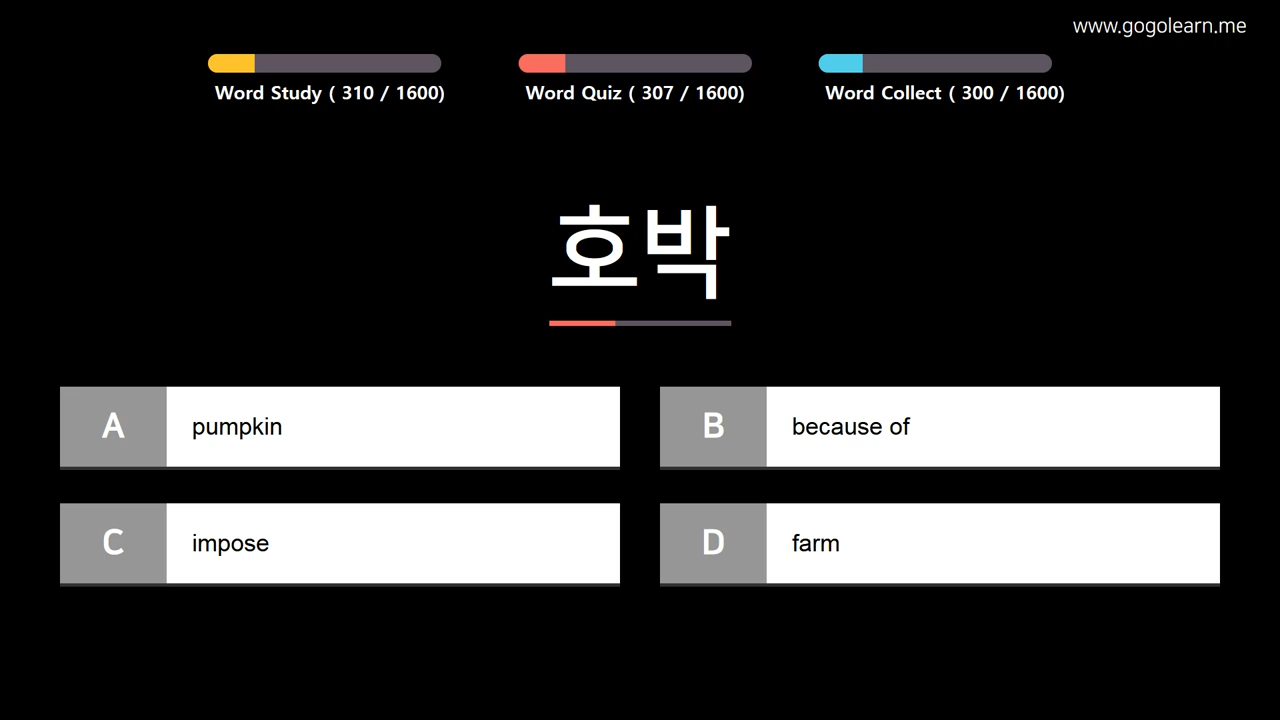 www.gogolearn.me
Word Study ( 310 / 1600)
Word Quiz ( 307 / 1600)
Word Collect ( 300 / 1600)
호박
A pumpkin
B because of
C impose
D farm